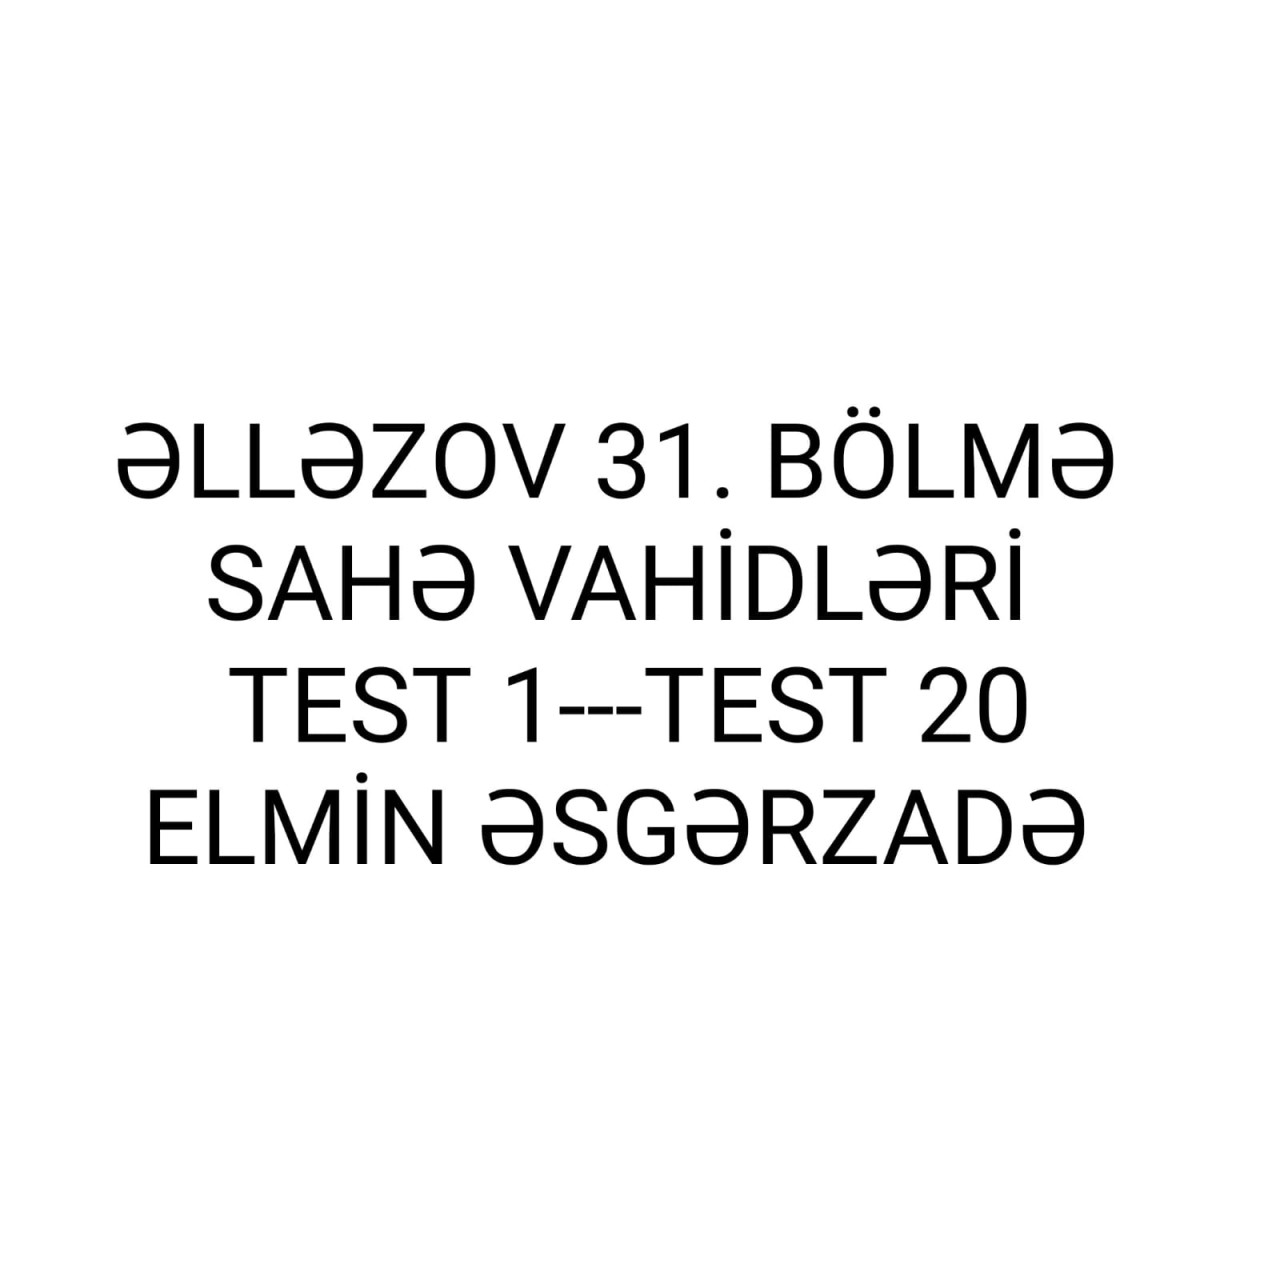 ƏLLƏZOV 31. BÖLMƏ
SAHƏ VAHİDLƏRİ
TEST 1---TEST 20
ELMİN ƏSGƏRZADƏ